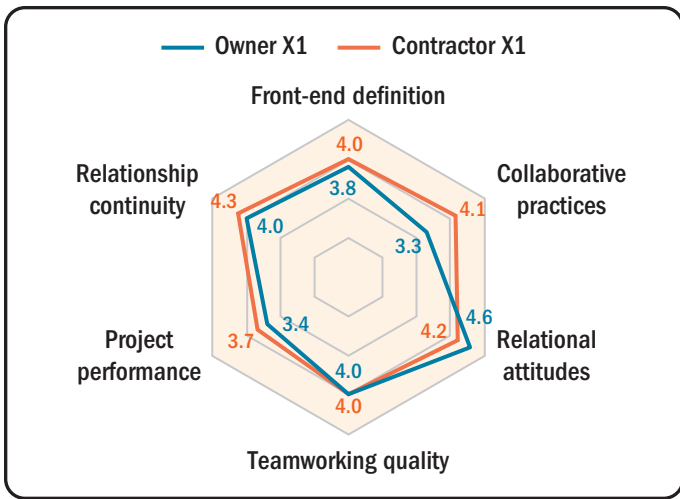 Owner X1 Contractor X1
Front-end definition
4.0
Relationship
continuity
Collaborative
practices
4.3
3.8
4.1
4.0
3.3
4.6
3.4
4.2
3.7
Project
performance
Relational
attitudes
4.0
4.0
Teamworking quality